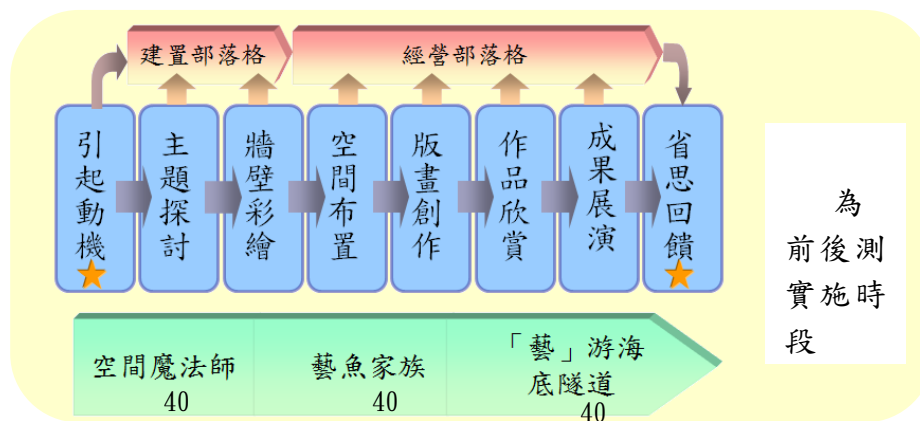 建置部落格
經營部落格
引起動機
主題探討
牆壁彩繪
空間布置
版畫創作
作品欣賞
成果展演
省思回饋
為
前後測
實施時
段
空間魔法師
40
藝魚家族
40
「藝」游海
底隧道
40